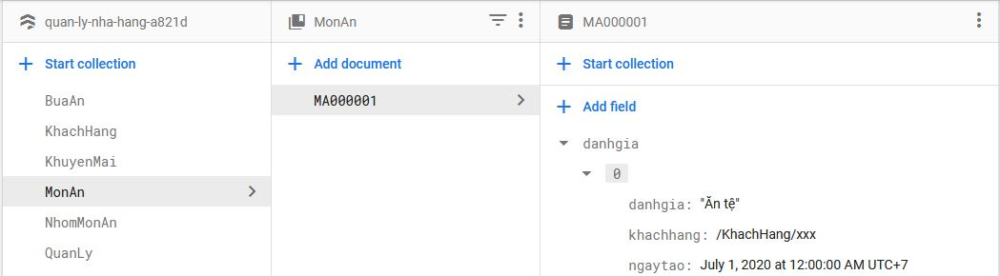 quan-ly-nha-hang-a821d
MonAn
MA000001
Start collection
Add document
Start collection
BuaAn
MA000001
Add field
KhachHang
danhgia
KhuyenMai
0
MonAn
danhgia: "Ăn tệ"
NhomMonAn
khachhang: /KhachHang/xxx
QuanLy
ngaytao: July 1, 2020 at 12:00:00 AM UTC+7